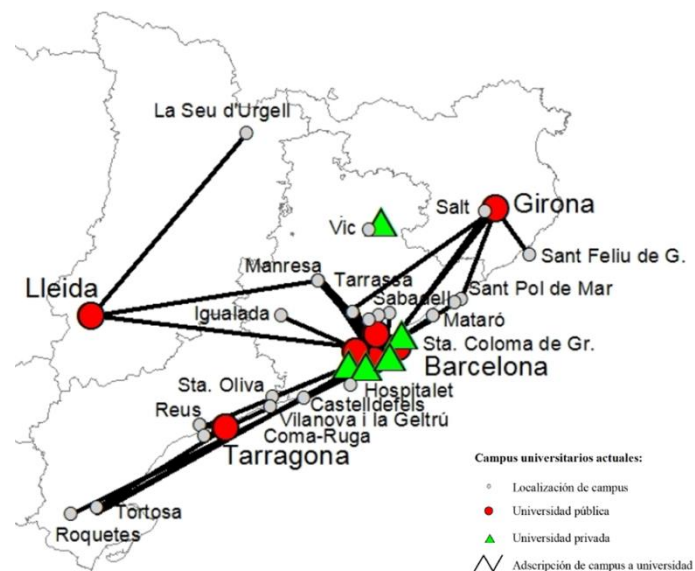 La Seu d'Urgell
Salt
Girona
Vic
Sant Feliu de G.
Manresa
Tarrassa
Lleida
Sabadell
Sant Pol de Mar
Igualada
Mataró
Sta. Coloma de Gr.
Barcelona
Sta. Oliva
Hospitalet
Castelldefels
Reus
Vilanova i la Geltrú
Coma-Ruga
Tarragona
Tortosa
Roquetes
Campus universitarios actuales:
Localización de campus
Universidad pública
Universidad privada
Adscripción de campus a universidad